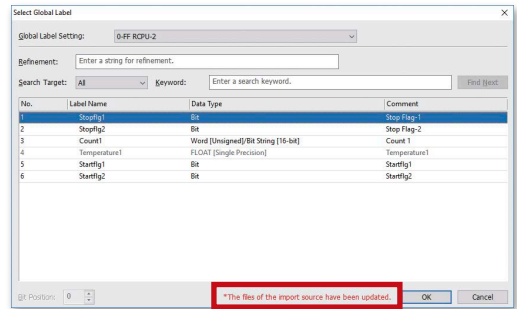 Select Global Label
Global Label Setting: 0-FF RCPU-2
Refinement: Enter a string for refinement.
Search Target: All Keyword: Enter a search keyword. Find Next
No. Label Name Data Type Comment
1 Stopflg1 Bit Stop Flag-1
2 Stopflg2 Bit Stop Flag-2
3 Count1 Word [Unsigned]/Bit String [16-bit] Count 1
4 Temperature1 FLOAT [Single Precision] Temperature1
5 Startflg1 Bit Startflg1
6 Startflg2 Bit Startflg2
Bit Position: 0 *The files of the import source have been updated. OK Cancel